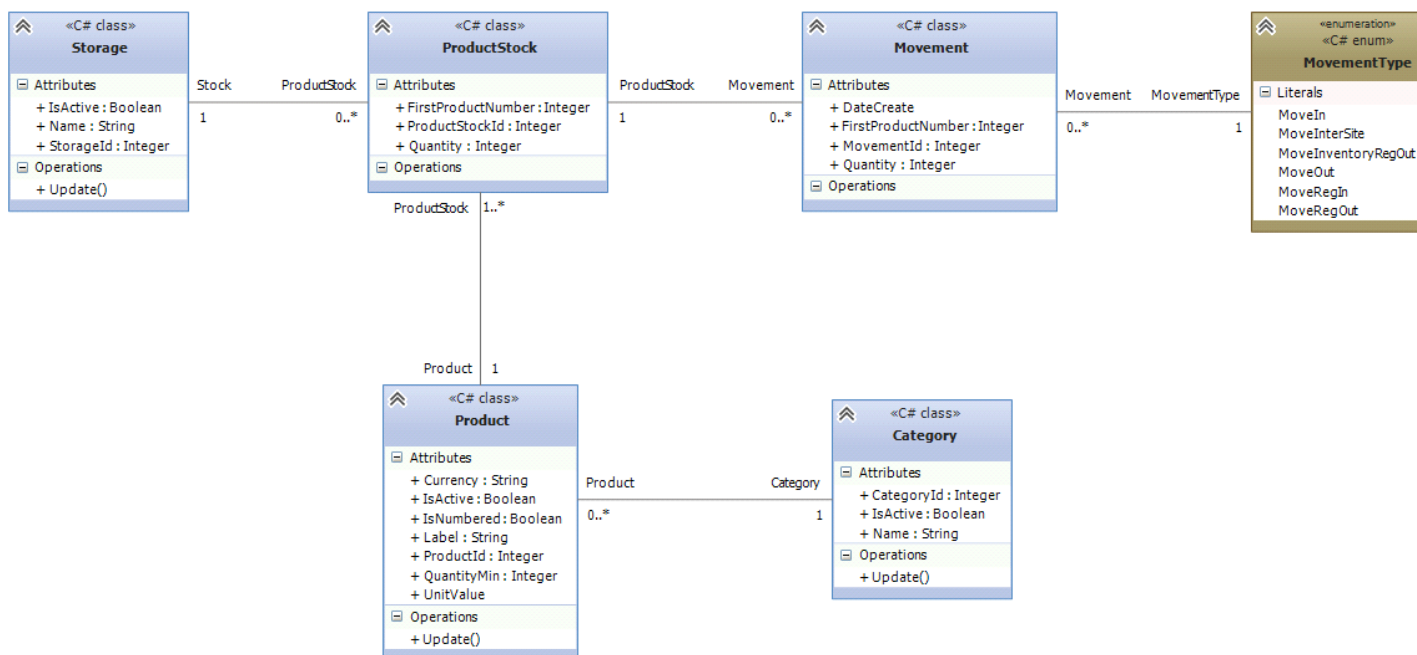 «C# class»
Storage
Attributes
+ IsActive : Boolean
+ Name : String
+ StorageId : Integer
Operations
+ Update()
Stock
ProductStock
1
0..*
«C# class»
ProductStock
Attributes
+ FirstProductNumber : Integer
+ ProductStockId : Integer
+ Quantity : Integer
Operations
ProductStock
Movement
1
0..*
«C# class»
Movement
Attributes
+ DateCreate
+ FirstProductNumber : Integer
+ MovementId : Integer
+ Quantity : Integer
Operations
Movement
MovementType
0..*
1
«enumeration»
«C# enum»
MovementType
Literals
MoveIn
MoveInterSite
MoveInventoryRegOut
MoveOut
MoveRegIn
MoveRegOut
ProductStock
1..*
Product
1
«C# class»
Product
Attributes
+ Currency : String
+ IsActive : Boolean
+ IsNumbered : Boolean
+ Label : String
+ ProductId : Integer
+ QuantityMin : Integer
+ UnitValue
Operations
+ Update()
Product
Category
0..*
1
«C# class»
Category
Attributes
+ CategoryId : Integer
+ IsActive : Boolean
+ Name : String
Operations
+ Update()